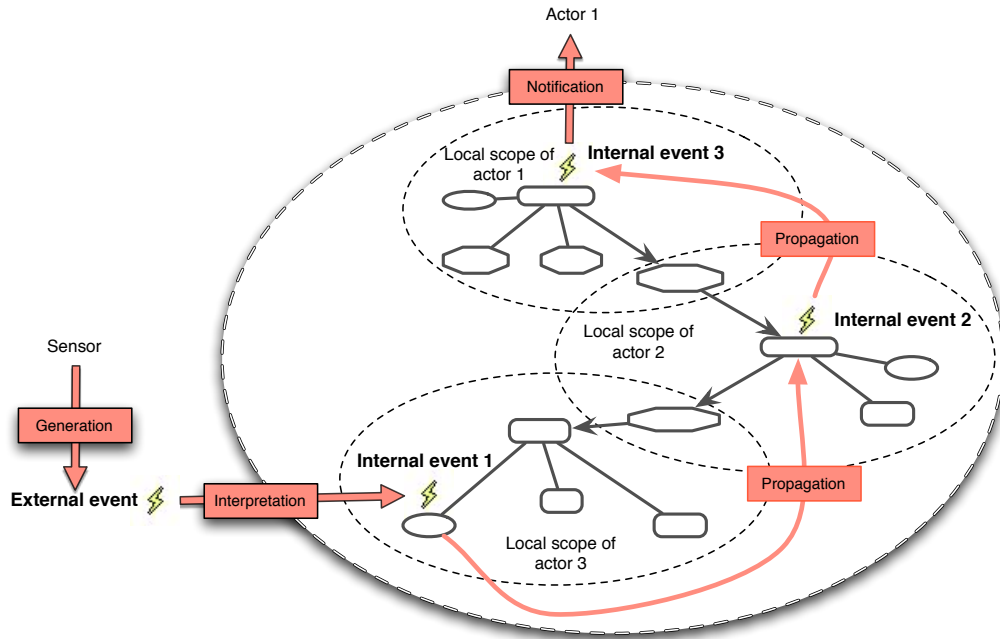 Actor 1
Notification
Local scope of
actor 1
Internal event 3
Propagation
Internal event 2
Local scope of
actor 2
Sensor
Generation
External event
Interpretation
Internal event 1
Propagation
Local scope of
actor 3